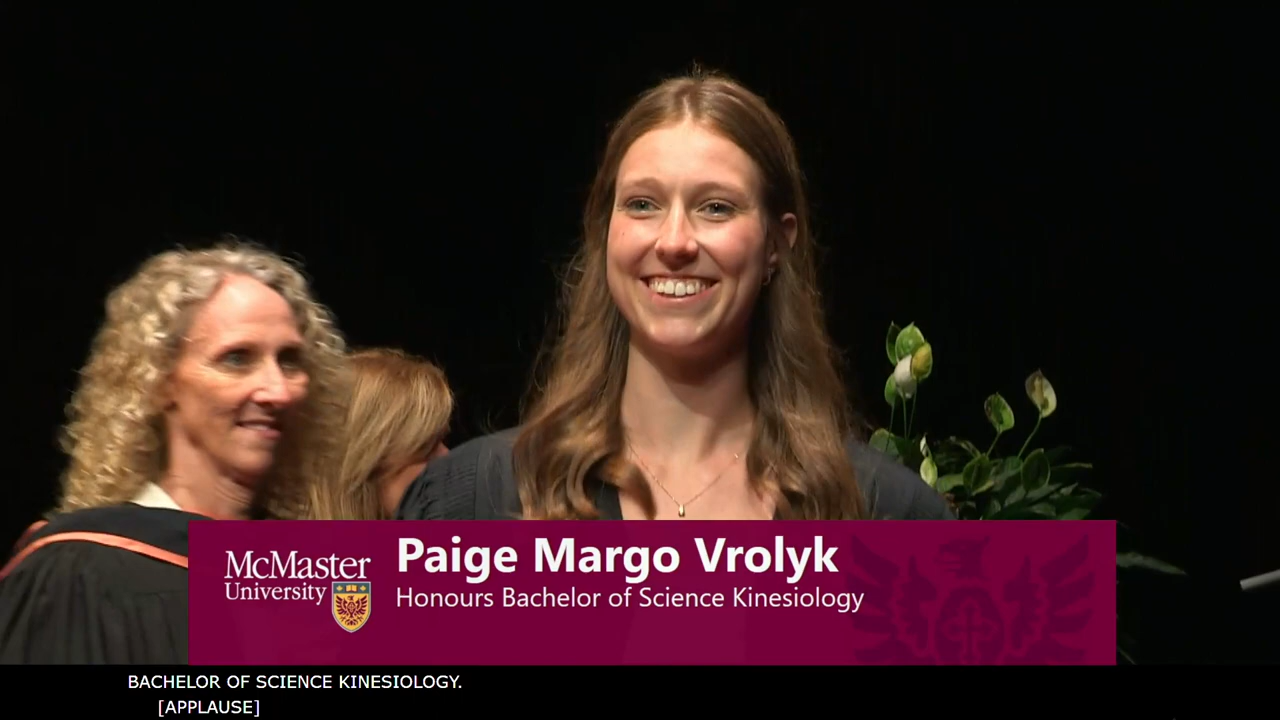 McMaster
University
Paige Margo Vrolyk
Honours Bachelor of Science Kinesiology
BACHELOR OF SCIENCE KINESIOLOGY.
[APPLAUSE]